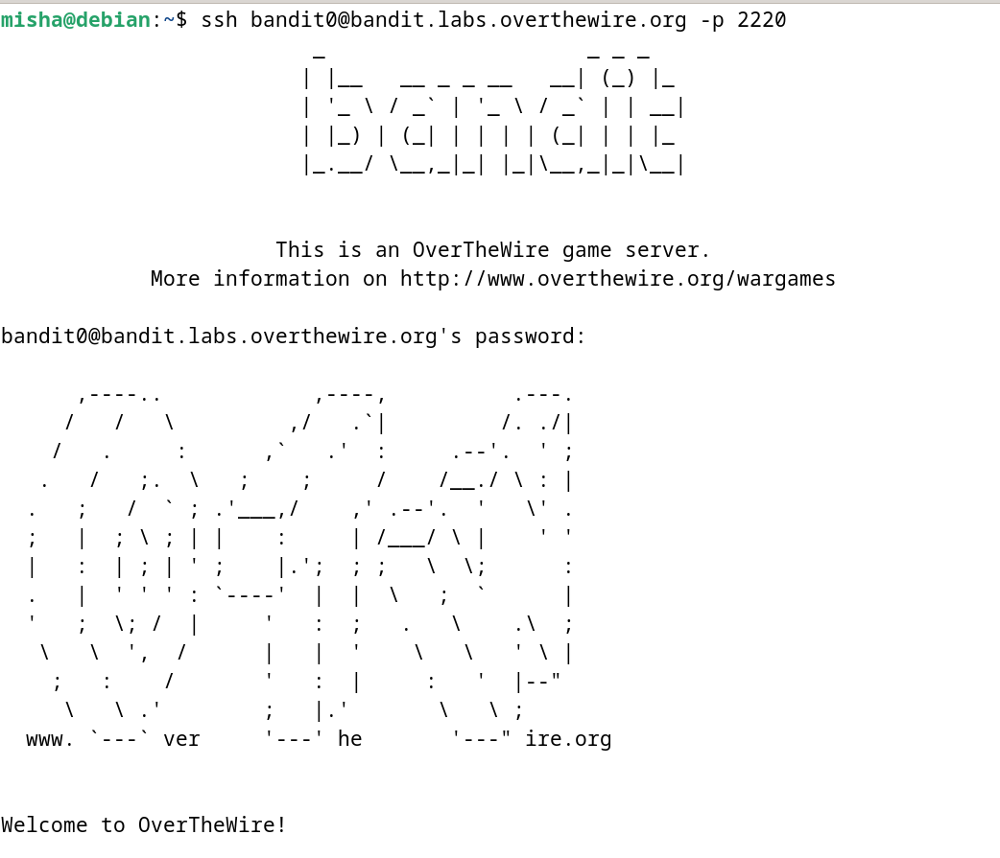 misha@debian:~$ ssh bandit0@bandit.labs.overthewire.org -p 2220
                         _                     _ _ _
                        | |__   __ _ _ __   __| (_) |_
                        | '_ \ / _` | '_ \ / _` | | __|
                        | |_) | (_| | | | | (_| | | |_
                        |_.__/ \__,_|_| |_|\__,_|_|\__|
                      This is an OverTheWire game server.
            More information on http://www.overthewire.org/wargames
bandit0@bandit.labs.overthewire.org's password:
      ,----..            ,----,          .---.
     /   /   \         ,/   .`|         /. ./|
    /   .     :      ,`   .'  :     .--'.  ' ;
   .   /   ;.  \   ;    ;     /    /__./ \ : |
  .   ;   /  ` ; .'___,/    ,' .--'.  '   \' .
  ;   |  ; \ ; | |    :     | /___/ \ |    ' '
  |   :  | ; | ' ;    |.';  ; ;   \  \;      :
  .   |  ' ' ' : `----'  |  |  \   ;  `      |
  '   ;  \; /  |     '   :  ;   .   \    .\  ;
   \   \  ',  /      |   |  '    \   \   ' \ |
    ;   :    /       '   :  |     :   '  |--"
     \   \ .'        ;   |.'       \   \ ;
  www. `---` ver     '---' he       '---" ire.org
Welcome to OverTheWire!